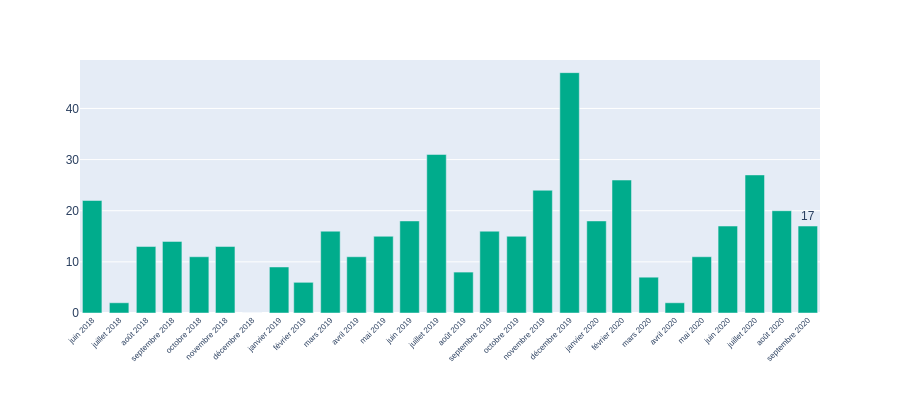 40
30
20
10
0
17
juin 2018
juillet 2018
août 2018
septembre 2018
octobre 2018
novembre 2018
décembre 2018
janvier 2019
février 2019
mars 2019
avril 2019
mai 2019
juin 2019
juillet 2019
août 2019
septembre 2019
octobre 2019
novembre 2019
décembre 2019
janvier 2020
février 2020
mars 2020
avril 2020
mai 2020
juin 2020
juillet 2020
août 2020
septembre 2020